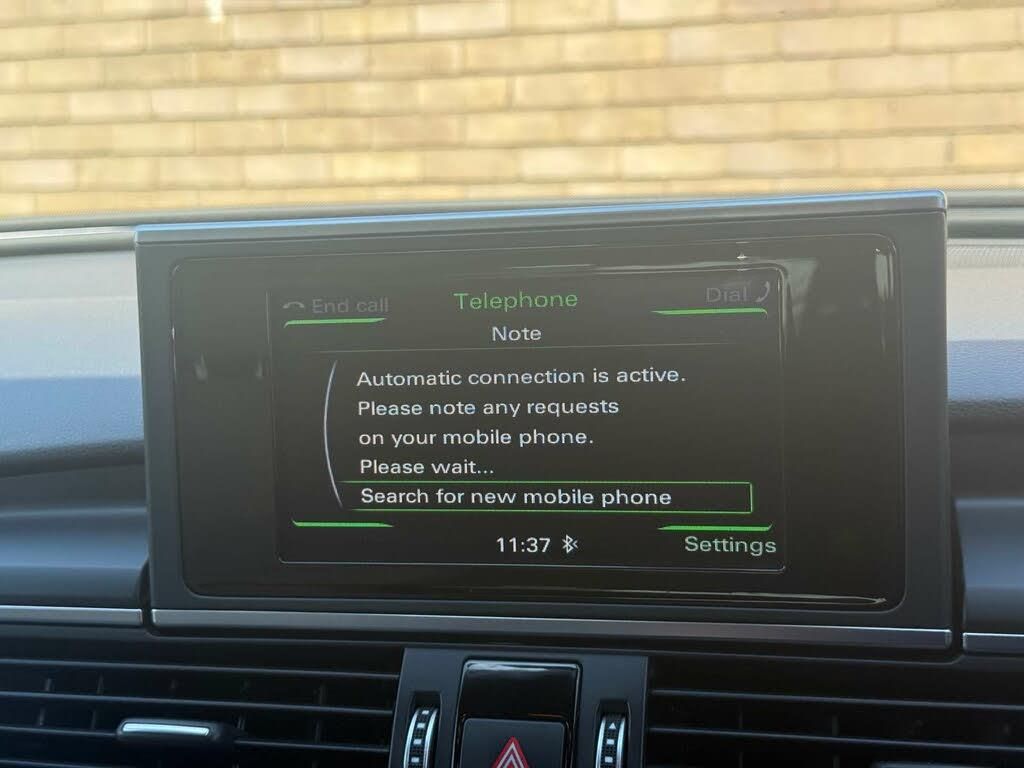 End call Telephone Dial
Note
Automatic connection is active.
Please note any requests
on your mobile phone.
Please wait...
Search for new mobile phone
11:37 Settings